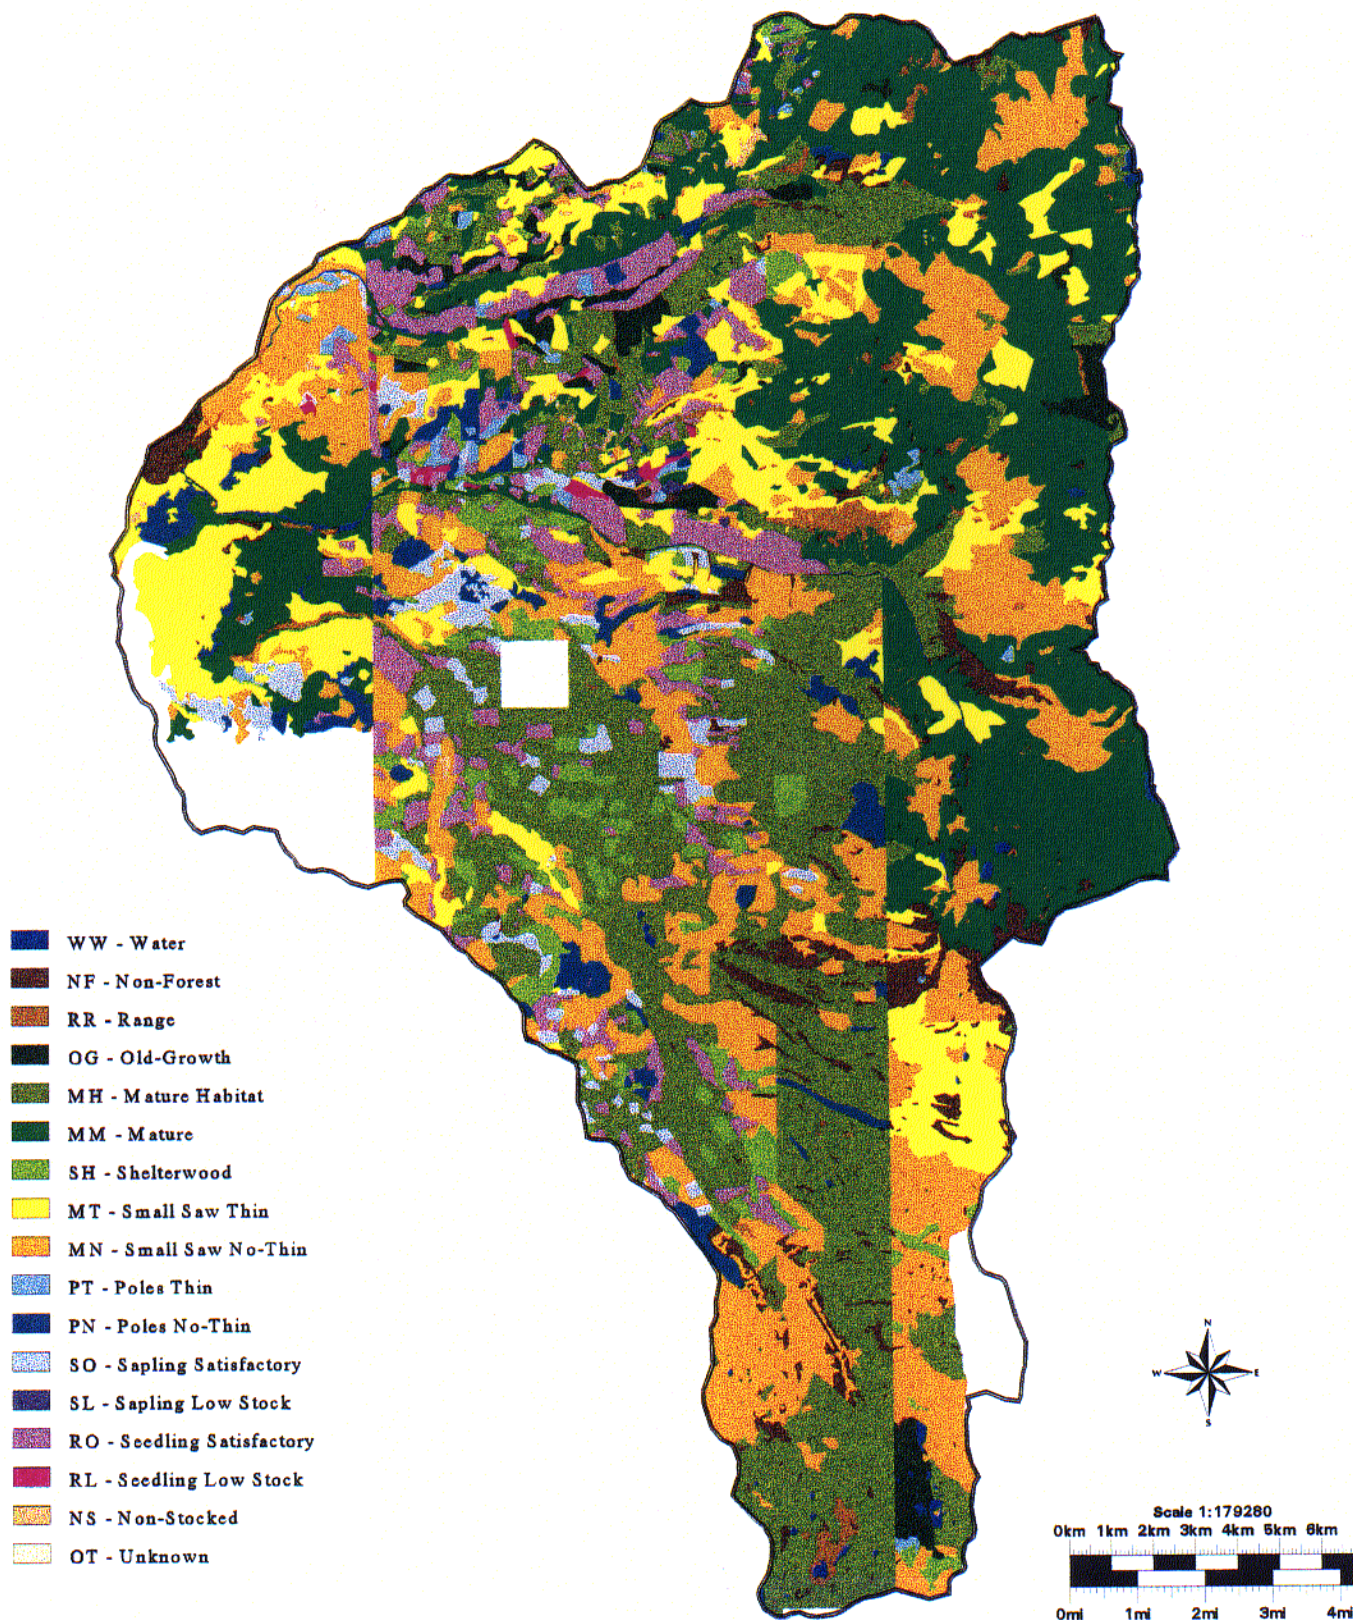 WW - Water
NF - Non-Forest
RR - Range
OG - Old-Growth
MH - Mature Habitat
MM - Mature
SH - Shelterwood
MT - Small Saw Thin
MN - Small Saw No-Thin
PT - Poles Thin
PN - Poles No-Thin
SO - Sapling Satisfactory
SL - Sapling Low Stock
RO - Seedling Satisfactory
RL - Seedling Low Stock
NS - Non-Stocked
OT - Unknown
N
W E
S
Scale 1:179280
0km 1km 2km 3km 4km 5km 6km
0mi 1mi 2mi 3mi 4mi